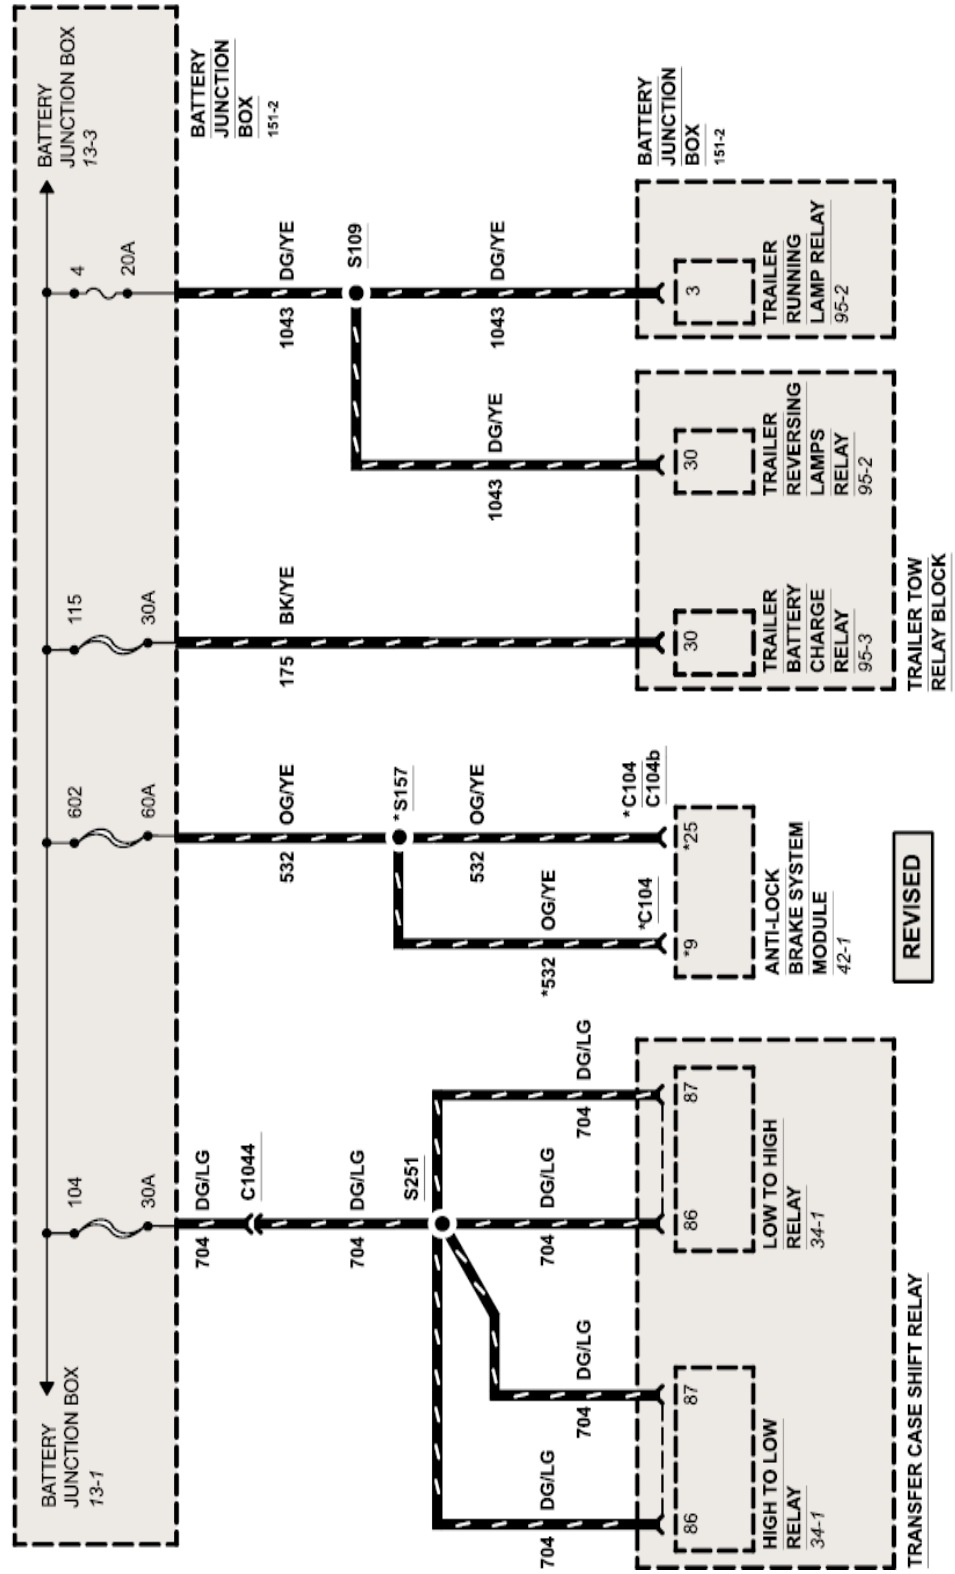 BATTERY
JUNCTION BOX
13-1
104
30A
602
60A
115
30A
4
20A
BATTERY
JUNCTION BOX
13-3
BATTERY
JUNCTION
BOX
151-2
704
DG/LG
C1044
704
DG/LG
S251
532
OG/YE
*S157
175
BK/YE
1043
DG/YE
S109
704
DG/LG
704
DG/LG
704
DG/LG
704
DG/LG
*532
OG/YE
532
OG/YE
1043
DG/YE
1043
DG/YE
*C104
*C104
C104b
BATTERY
JUNCTION
BOX
151-2
86
87
86
87
*9
*25
30
30
3
HIGH TO LOW
RELAY
34-1
LOW TO HIGH
RELAY
34-1
ANTI-LOCK
BRAKE SYSTEM
MODULE
42-1
TRAILER
BATTERY
CHARGE
RELAY
95-3
TRAILER
REVERSING
LAMPS
RELAY
95-2
TRAILER
RUNNING
LAMP RELAY
95-2
TRANSFER CASE SHIFT RELAY
REVISED
TRAILER TOW
RELAY BLOCK